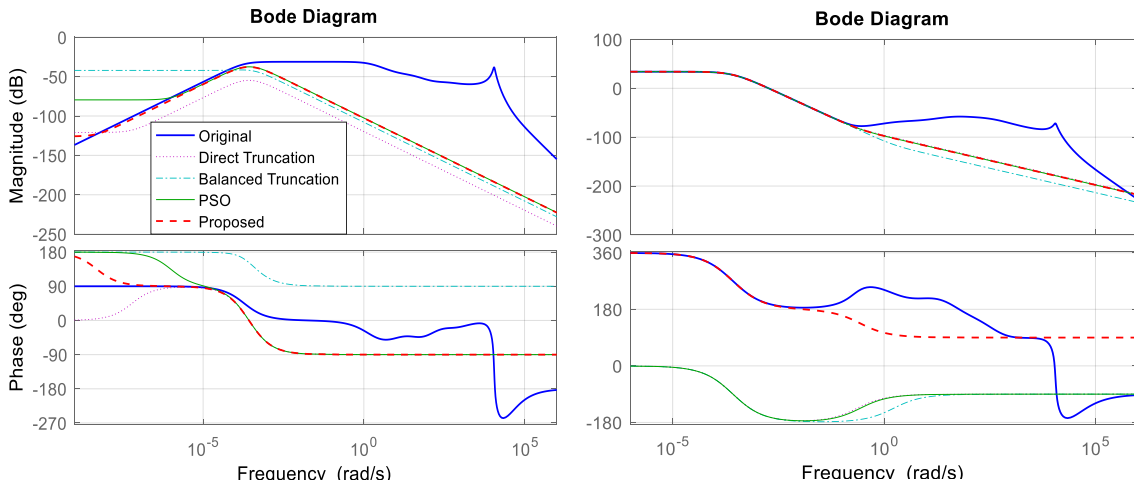 Bode Diagram
Magnitude (dB)
0
-50
-100
-150
-200
-250
Original
Direct Truncation
Balanced Truncation
PSO
Proposed
Phase (deg)
180
90
0
-90
-180
-270
10^-5
10^0
10^5
Frequency (rad/s)
Bode Diagram
100
0
-100
-200
-300
360
180
0
-180
10^-5
10^0
10^5
Frequency (rad/s)